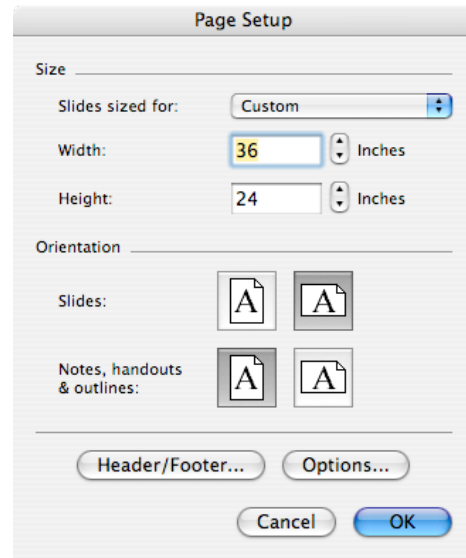 Page Setup
Size
Slides sized for: Custom
Width: 36 Inches
Height: 24 Inches
Orientation
Slides: A A
Notes, handouts
& outlines: A A
Header/Footer... Options...
Cancel OK